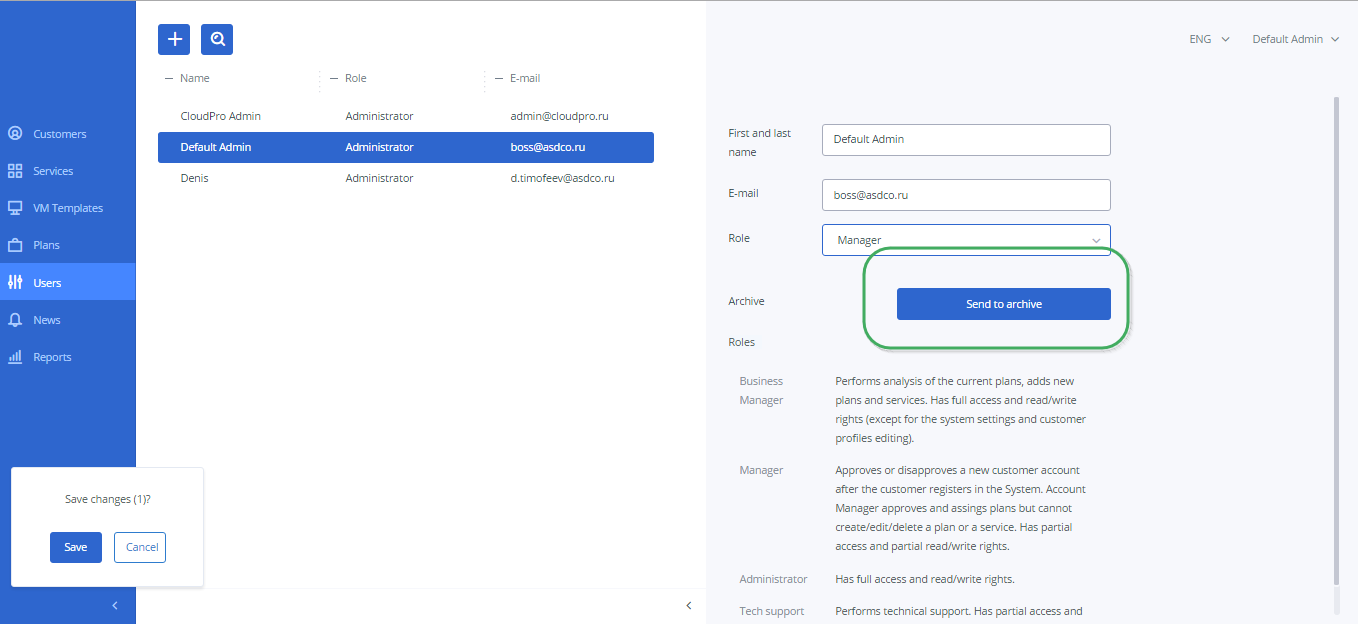 ENG
Default Admin
Name
Role
E-mail
CloudPro Admin
Administrator
admin@cloudpro.ru
Default Admin
Administrator
boss@asdco.ru
Denis
Administrator
d.timofeev@asdco.ru
Customers
Services
VM Templates
Plans
Users
News
Reports
Save changes (1)?
Save
Cancel
First and last
name
Default Admin
E-mail
boss@asdco.ru
Role
Manager
Archive
Send to archive
Roles
Business
Manager
Performs analysis of the current plans, adds new
plans and services. Has full access and read/write
rights (except for the system settings and customer
profiles editing).
Manager
Approves or disapproves a new customer account
after the customer registers in the System. Account
Manager approves and assings plans but cannot
create/edit/delete a plan or a service. Has partial
access and partial read/write rights.
Administrator
Has full access and read/write rights.
Tech support
Performs technical support. Has partial access and